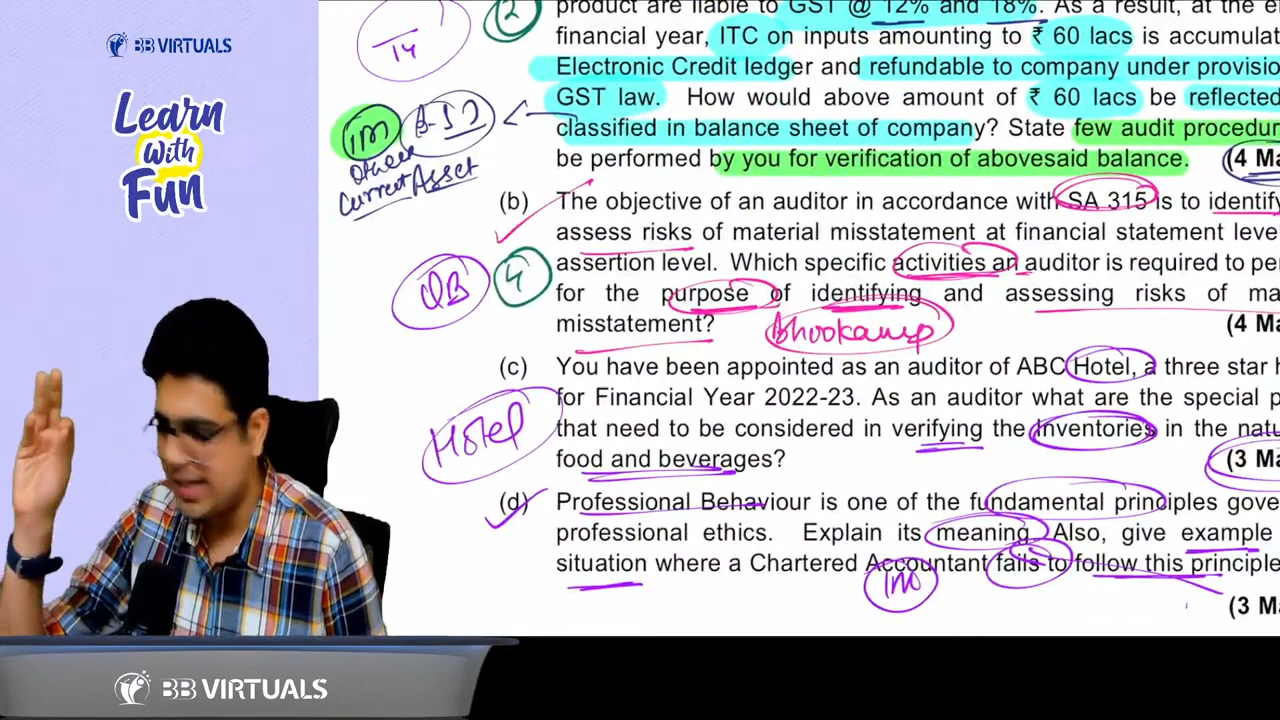 BB VIRTUALS
Learn
With
Fun
14
2
product are liable to GST @ 12% and 18%. As a result, at the e
financial year, ITC on inputs amounting to ₹ 60 lacs is accumulat
Electronic Credit ledger and refundable to company under provisio
GST law. How would above amount of ₹ 60 lacs be reflected
classified in balance sheet of company? State few audit procedur
be performed by you for verification of abovesaid balance. (4 Ma
1m
Other
Current Asset
(b) The objective of an auditor in accordance with SA 315 is to identify
assess risks of material misstatement at financial statement leve
assertion level. Which specific activities an auditor is required to per
for the purpose of identifying and assessing risks of ma
misstatement? (4 Ma
QB
4
Bhookamp
(c) You have been appointed as an auditor of ABC Hotel, a three star h
for Financial Year 2022-23. As an auditor what are the special p
that need to be considered in verifying the Inventories in the natu
food and beverages? (3 Ma
Hotel
(d) Professional Behaviour is one of the fundamental principles gove
professional ethics. Explain its meaning. Also, give example
situation where a Chartered Accountant fails to follow this principle
(3 Ma
BB VIRTUALS